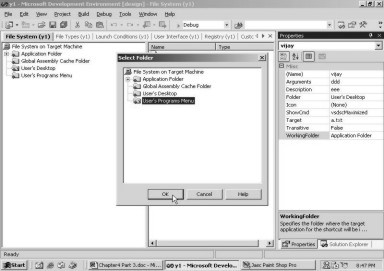 y1 - Microsoft Development Environment [design] - File System (y1)
File Edit View Project Build Debug Tools Window Help
Debug
File System (y1) File Types (y1) Launch Conditions (y1) User Interface (y1) Registry (y1) Cust
Properties
File System on Target Machine
Application Folder
Global Assembly Cache Folder
User's Desktop
User's Programs Menu
Name Type
Select Folder
File System on Target Machine
Application Folder
Global Assembly Cache Folder
User's Desktop
User's Programs Menu
OK Cancel Help
vijay
Misc
(Name) vijay
Arguments ddd
Description eee
Folder User's Desktop
Icon (None)
ShowCmd vsdscMaximized
Target a.txt
Transitive False
WorkingFolder Application Folder
WorkingFolder
Specifies the folder where the target application for the shortcut will be i ...
Properties Solution Explorer
Ready
Start Chapter4 Part 3.doc - Mi... y1 - Microsoft Develo... Jasc Paint Shop Pro 8:47 PM